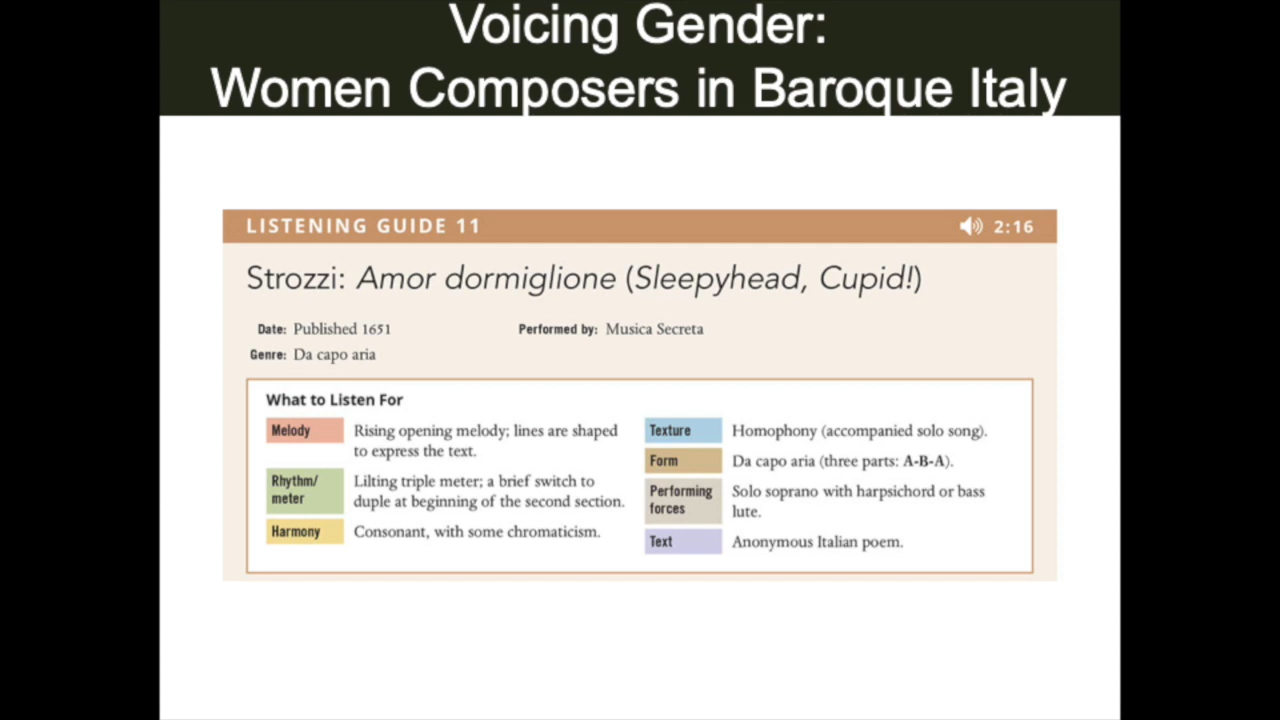 Voicing Gender:
Women Composers in Baroque Italy
LISTENING GUIDE 11
2:16
Strozzi: Amor dormiglione (Sleepyhead, Cupid!)
Date: Published 1651
Performed by: Musica Secreta
Genre: Da capo aria
What to Listen For
Melody
Rising opening melody; lines are shaped
to express the text.
Rhythm/
meter
Lilting triple meter; a brief switch to
duple at beginning of the second section.
Harmony
Consonant, with some chromaticism.
Texture
Homophony (accompanied solo song).
Form
Da capo aria (three parts: A-B-A).
Performing
forces
Solo soprano with harpsichord or bass
lute.
Text
Anonymous Italian poem.